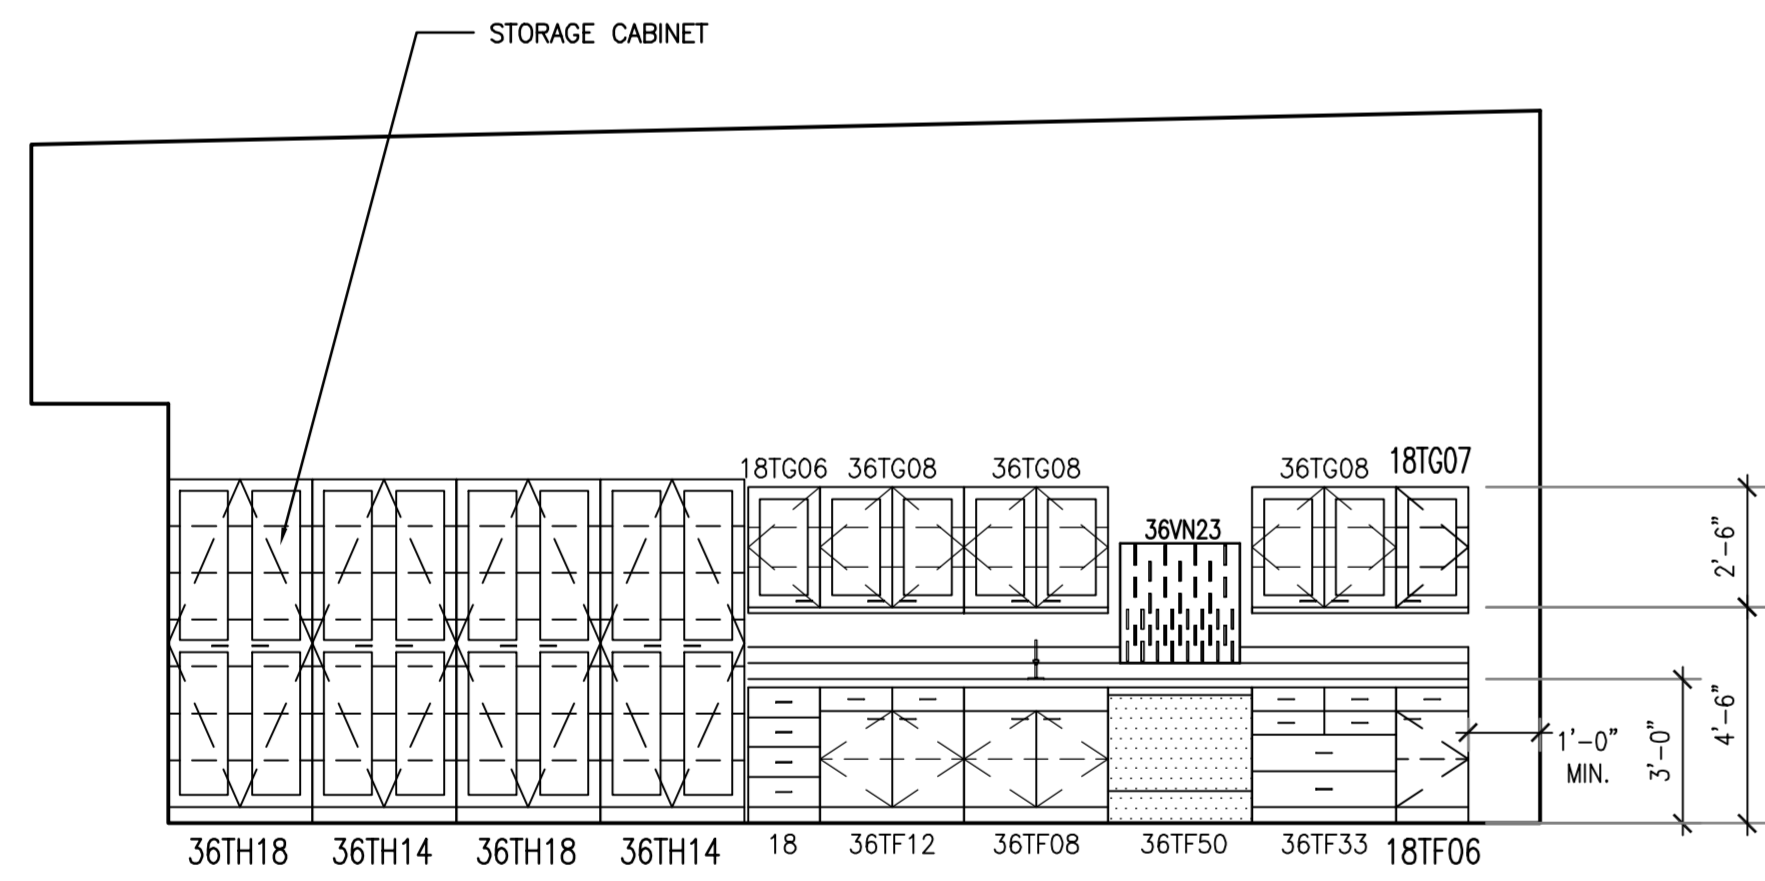 STORAGE CABINET
18TG06 36TG08 36TG08 36TG08 18TG07
36VN23
2'-6"
4'-6"
3'-0"
1'-0"
MIN.
36TH18 36TH14 36TH18 36TH14 18 36TF12 36TF08 36TF50 36TF33 18TF06